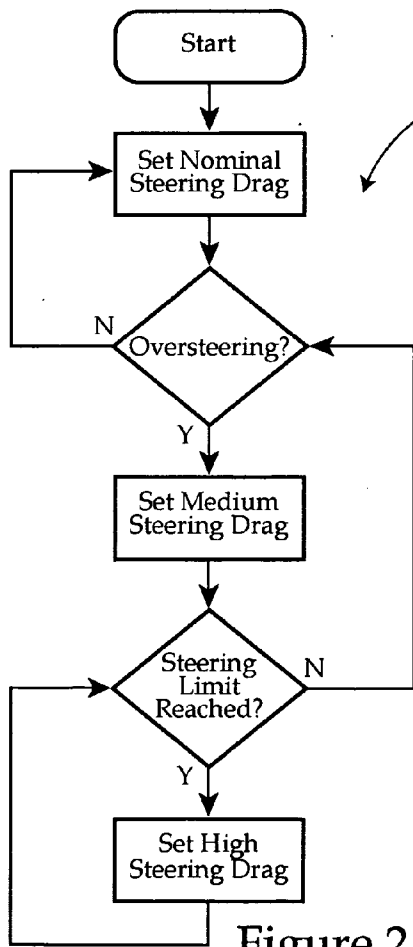 Start
Set Nominal
Steering Drag
N
Oversteering?
Y
Set Medium
Steering Drag
Steering
Limit
Reached?
N
Y
Set High
Steering Drag
Figure 2